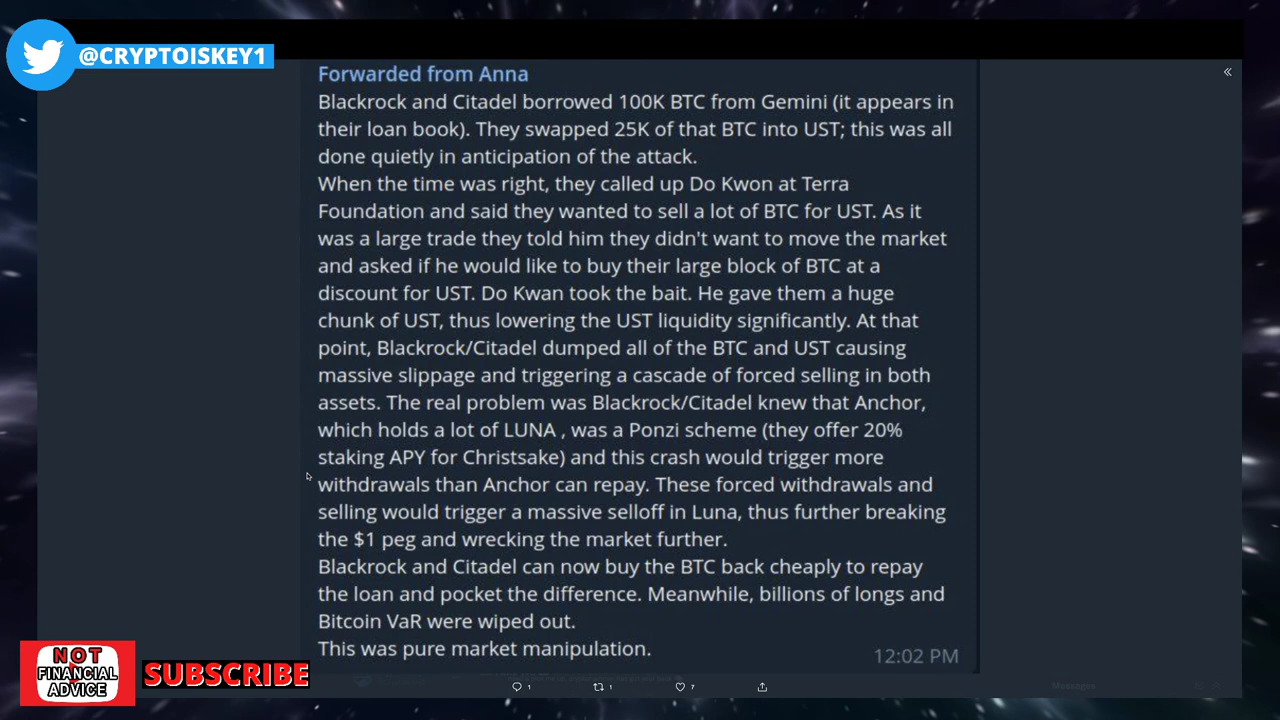 @CRYPTOISKEY1
«
Forwarded from Anna
Blackrock and Citadel borrowed 100K BTC from Gemini (it appears in
their loan book). They swapped 25K of that BTC into UST; this was all
done quietly in anticipation of the attack.
When the time was right, they called up Do Kwon at Terra
Foundation and said they wanted to sell a lot of BTC for UST. As it
was a large trade they told him they didn't want to move the market
and asked if he would like to buy their large block of BTC at a
discount for UST. Do Kwan took the bait. He gave them a huge
chunk of UST, thus lowering the UST liquidity significantly. At that
point, Blackrock/Citadel dumped all of the BTC and UST causing
massive slippage and triggering a cascade of forced selling in both
assets. The real problem was Blackrock/Citadel knew that Anchor,
which holds a lot of LUNA , was a Ponzi scheme (they offer 20%
staking APY for Christsake) and this crash would trigger more
withdrawals than Anchor can repay. These forced withdrawals and
selling would trigger a massive selloff in Luna, thus further breaking
the $1 peg and wrecking the market further.
Blackrock and Citadel can now buy the BTC back cheaply to repay
the loan and pocket the difference. Meanwhile, billions of longs and
Bitcoin VaR were wiped out.
This was pure market manipulation.
12:02 PM
NOT
FINANCIAL
ADVICE
SUBSCRIBE
1 1 7
Messages